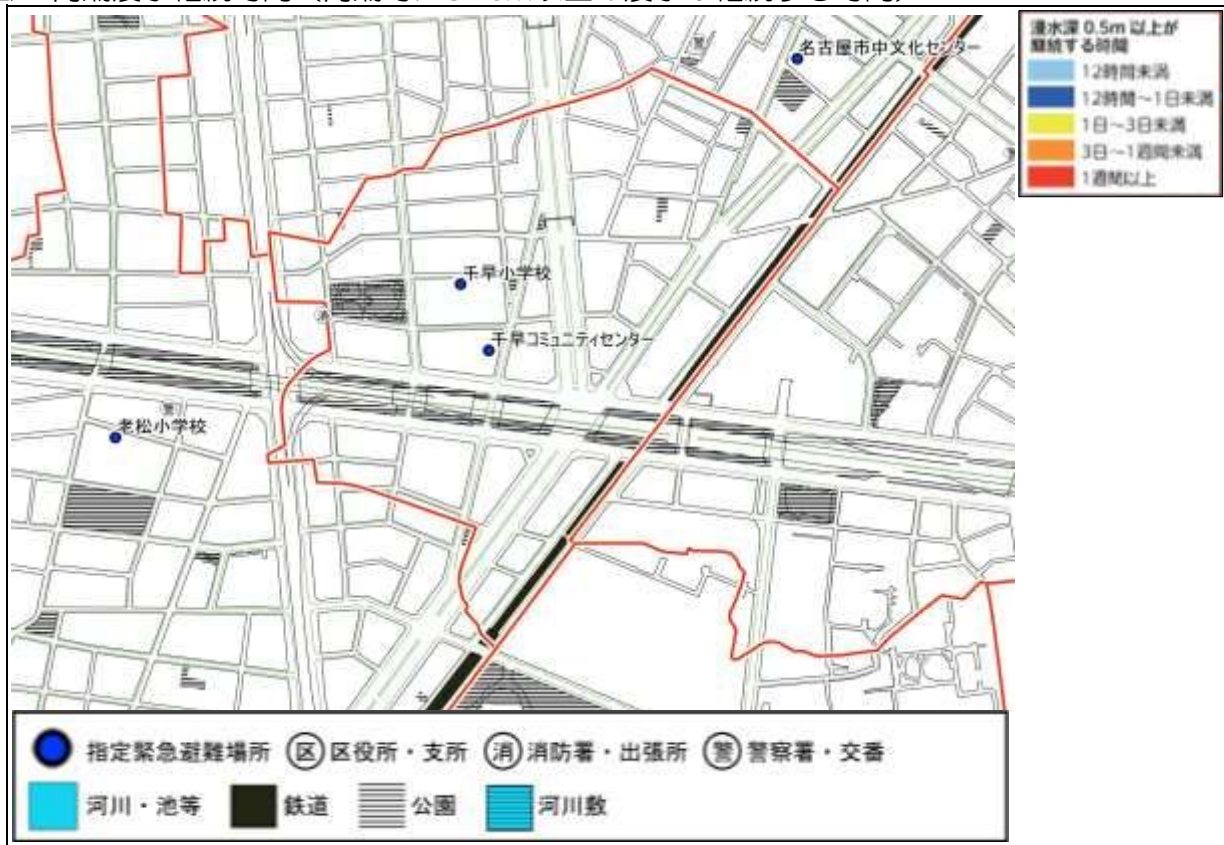 浸水深 0.5m 以上が
継続する時間
12時間未満
12時間～1日未満
1日～3日未満
3日～1週間未満
1週間以上
名古屋市中文化センター
千早小学校
消
千早コミュニティセンター
老松小学校
指定緊急避難場所 区 区役所・支所 消 消防署・出張所 警 警察署・交番
河川・池等 鉄道 公園 河川敷